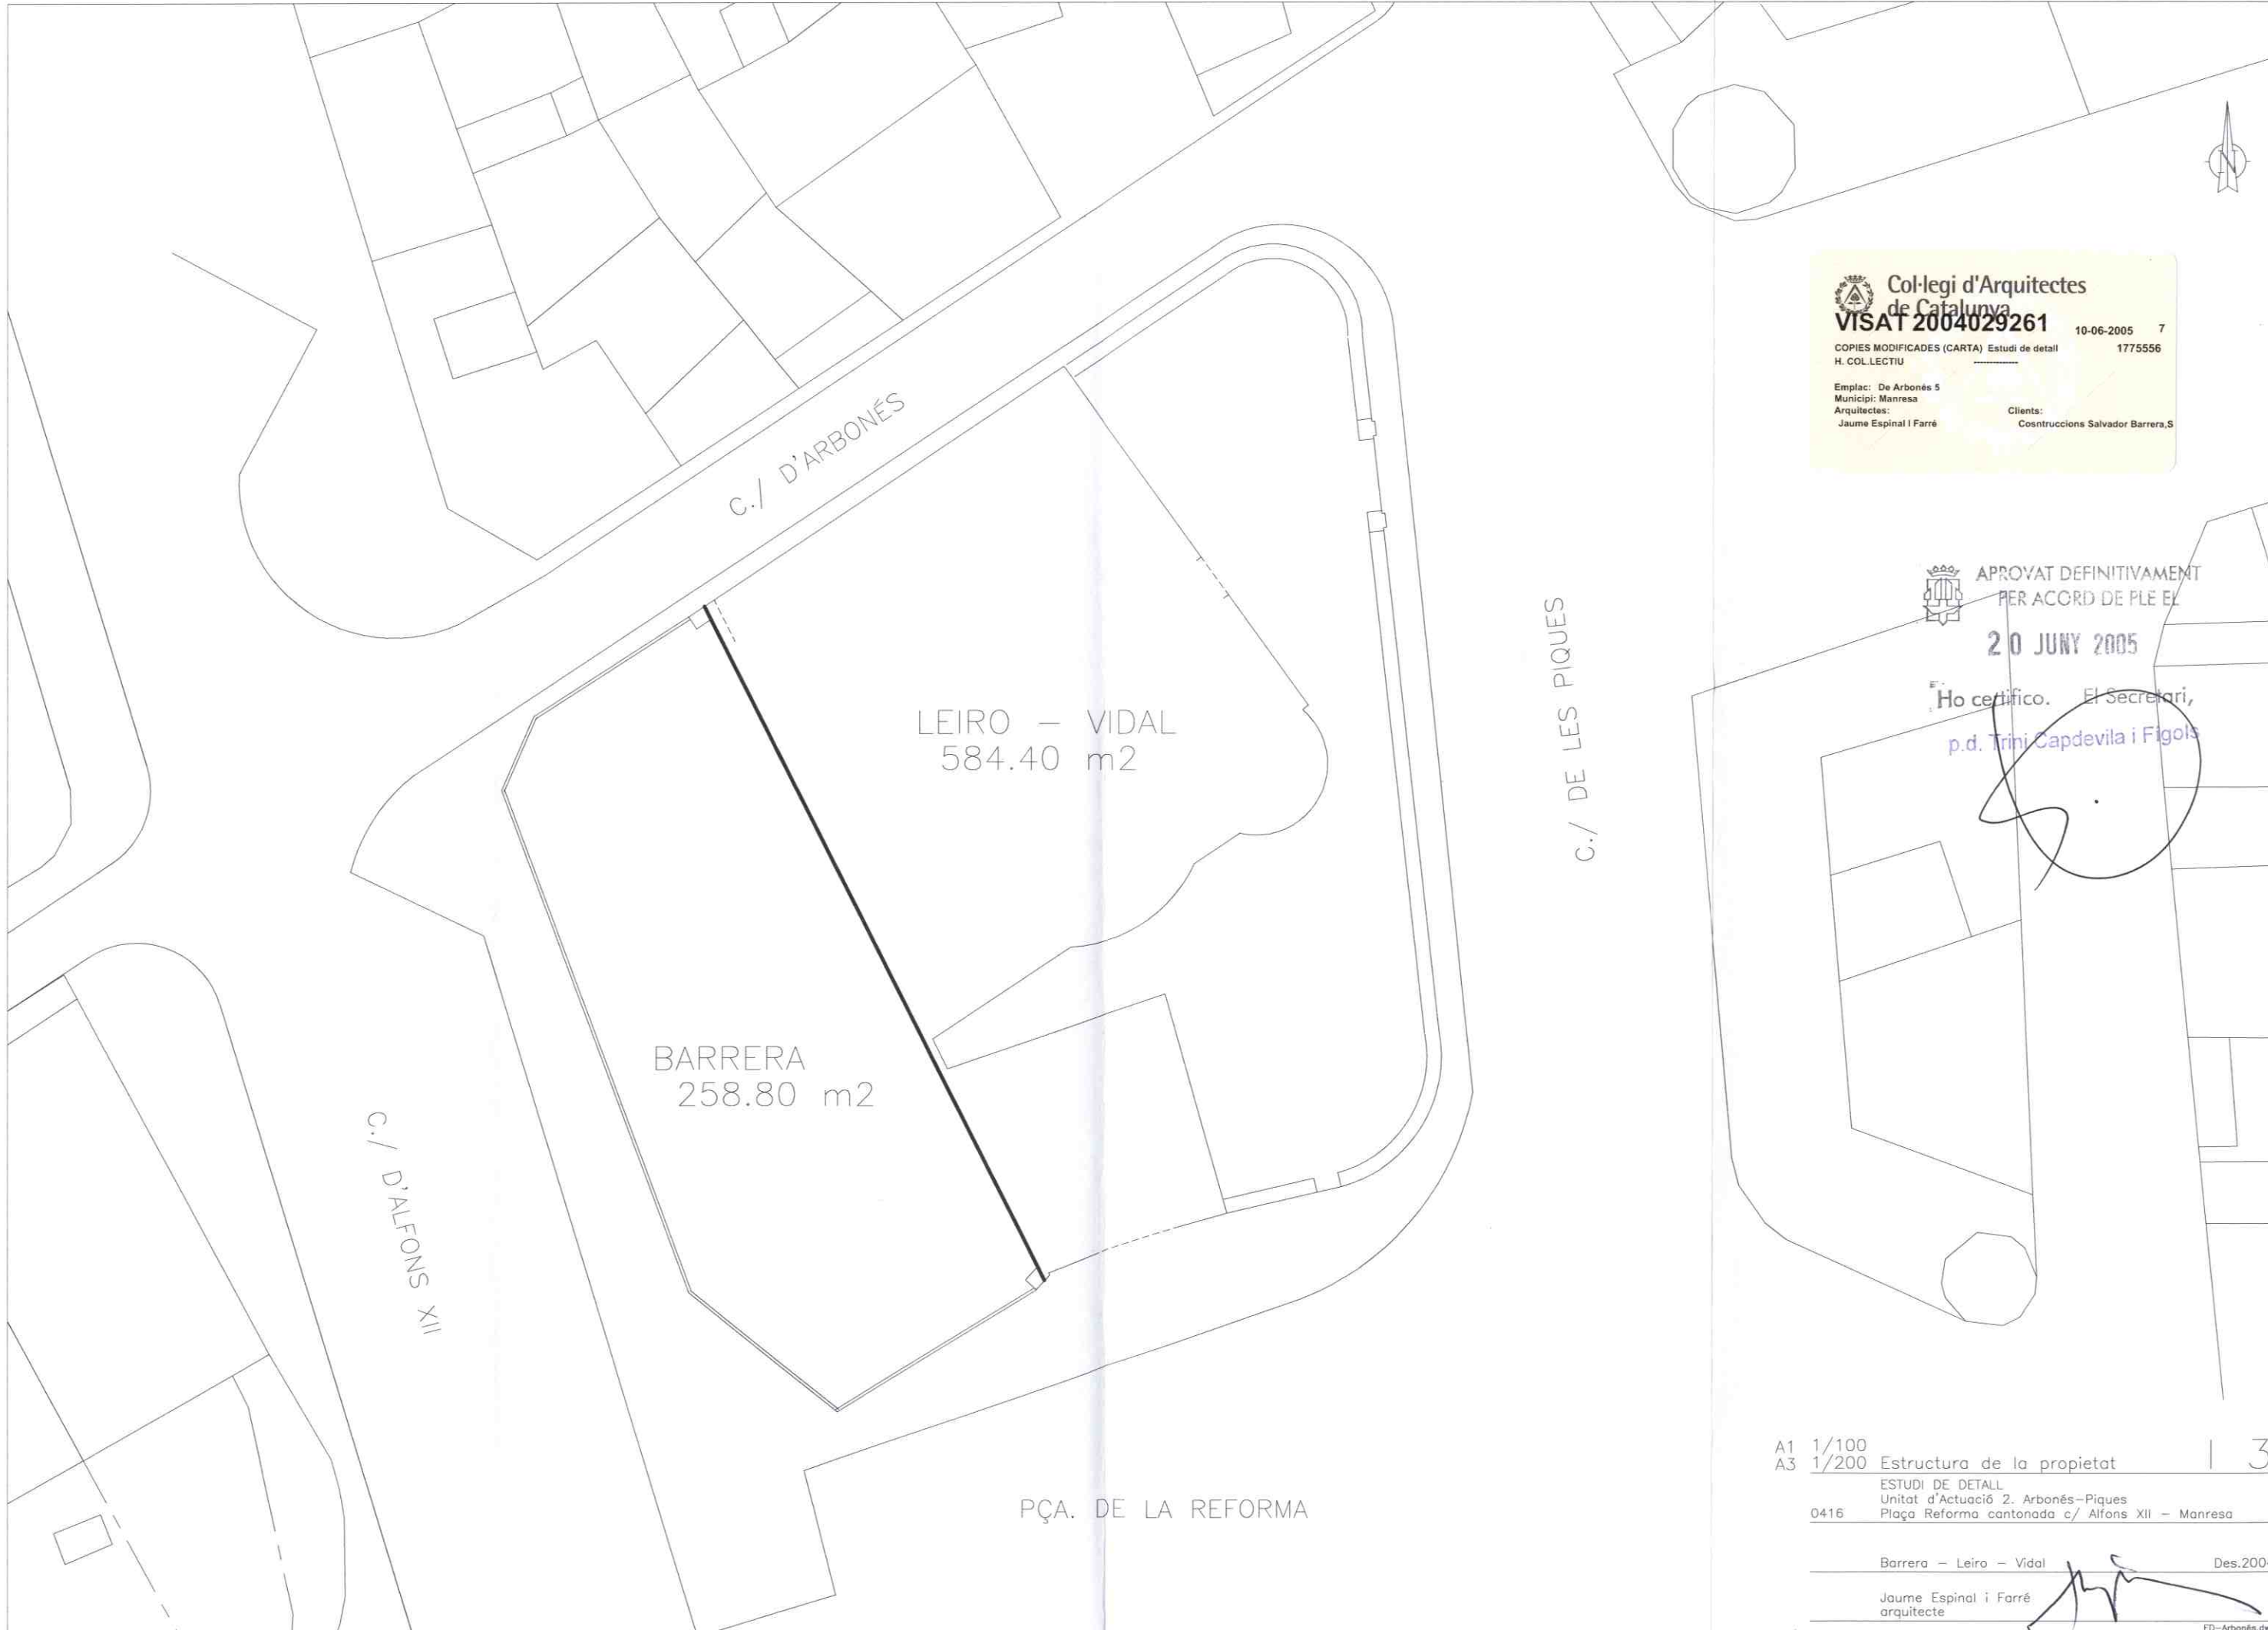 N
Col·legi d'Arquitectes
de Catalunya
VISAT 2004029261 10-06-2005 7
COPIES MODIFICADES (CARTA) Estudi de detall 1775556
H. COL.LECTIU --------------
Emplac: De Arbonés 5
Municipi: Manresa
Arquitectes: Clients:
Jaume Espinal I Farré Cosntruccions Salvador Barrera,S
C./ D'ARBONÉS
APROVAT DEFINITIVAMENT
PER ACORD DE PLE EL
20 JUNY 2005
Ho certifico. El Secretari,
p.d. Trini Capdevila i Figols
C./ DE LES PIQUES
LEIRO – VIDAL
584.40 m2
BARRERA
258.80 m2
C./ D'ALFONS XII
PÇA. DE LA REFORMA
A1 1/100
A3 1/200 Estructura de la propietat I 3
ESTUDI DE DETALL
Unitat d'Actuació 2. Arbonés-Piques
0416 Plaça Reforma cantonada c/ Alfons XII – Manresa
Barrera – Leiro – Vidal Des.200
Jaume Espinal i Farré
arquitecte